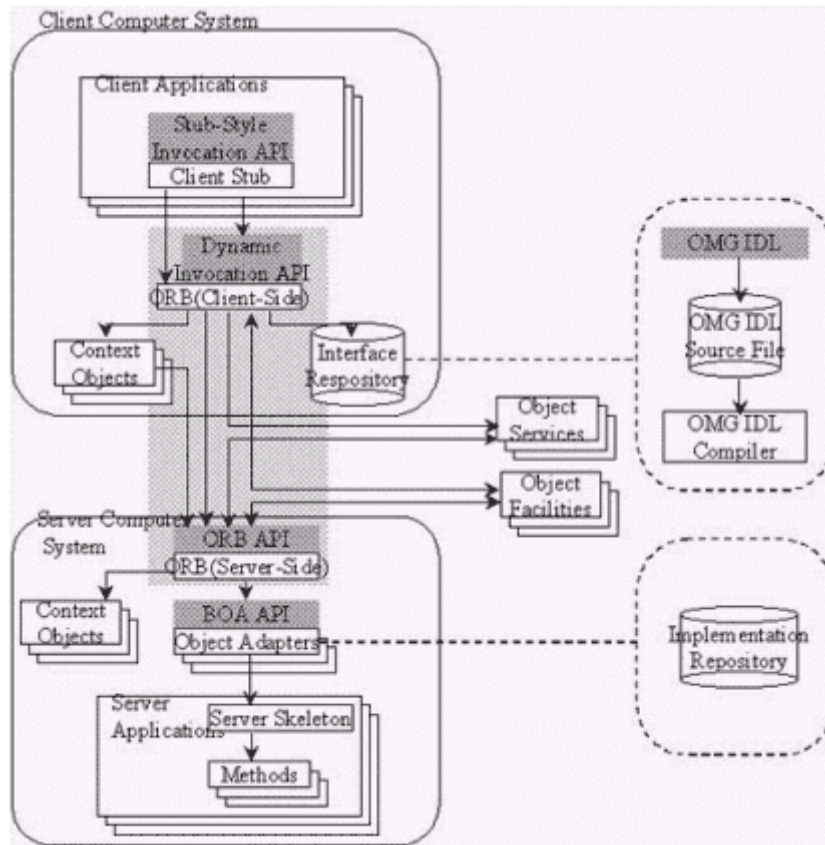 Client Computer System
Client Applications
Stub-Style
Invocation API
Client Stub
Dynamic
Invocation API
ORB(Client-Side)
Context
Objects
Interface
Respository
OMG IDL
OMG IDL
Source File
OMG IDL
Compiler
Object
Services
Object
Facilities
Server Computer
System
ORB API
ORB(Server-Side)
Context
Objects
BOA API
Object Adapters
Implementation
Repository
Server
Applications
Server Skeleton
Methods